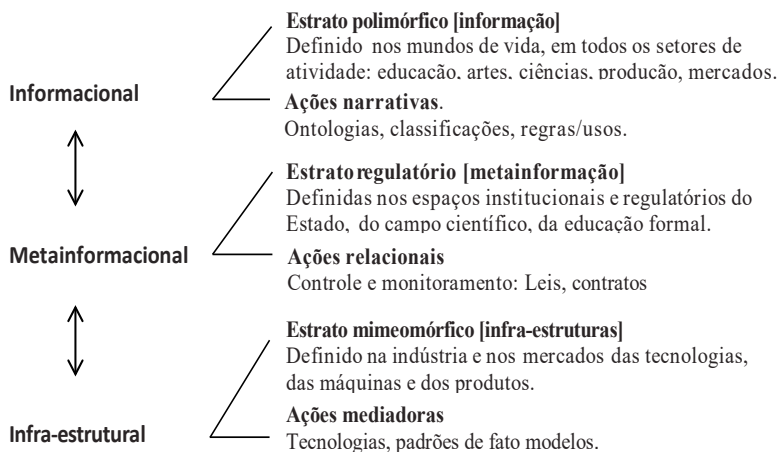 Estrato polimórfico [informação]
Definido nos mundos de vida, em todos os setores de
atividade: educação, artes, ciências, produção, mercados.
Informacional
Ações narrativas.
Ontologias, classificações, regras/usos.
Estrato regulatório [metainformação]
Definidas nos espaços institucionais e regulatórios do
Estado, do campo científico, da educação formal.
Metainformacional
Ações relacionais
Controle e monitoramento: Leis, contratos
Estrato mimeomórfico [infra-estruturas]
Definido na indústria e nos mercados das tecnologias,
das máquinas e dos produtos.
Ações mediadoras
Infra-estrutural
Tecnologias, padrões de fato modelos.